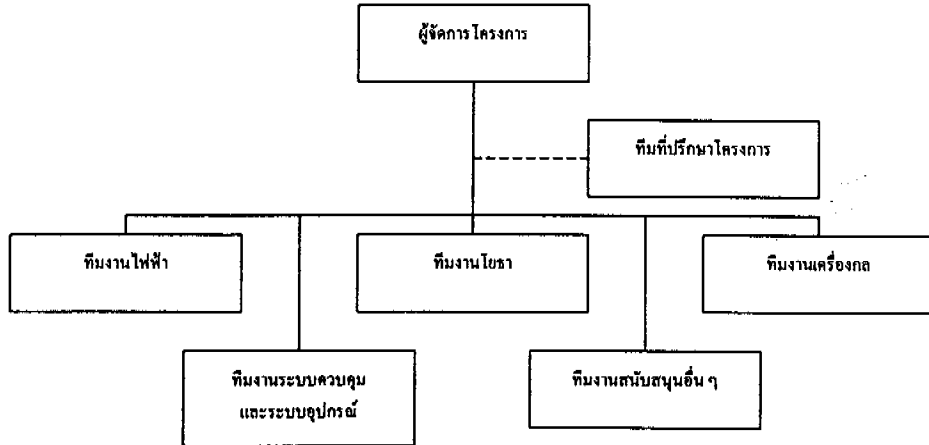 ผู้จัดการโครงการ
ทีมที่ปรึกษาโครงการ
ทีมงานไฟฟ้า
ทีมงานโยธา
ทีมงานเครื่องกล
ทีมงานระบบควบคุม
และระบบอุปกรณ์
ทีมงานสนับสนุนอื่น ๆ